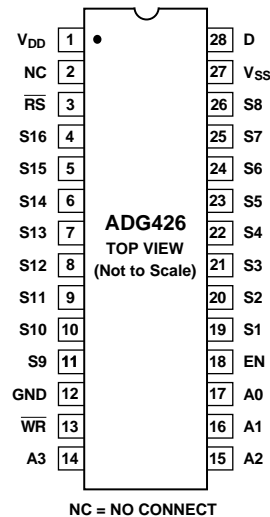 VDD 1 28 D
NC 2 27 VSS
RS 3 26 S8
S16 4 25 S7
S15 5 24 S6
S14 6 23 S5
S13 7 ADG426 22 S4
TOP VIEW
S12 8 (Not to Scale) 21 S3
S11 9 20 S2
S10 10 19 S1
S9 11 18 EN
GND 12 17 A0
WR 13 16 A1
A3 14 15 A2
NC = NO CONNECT